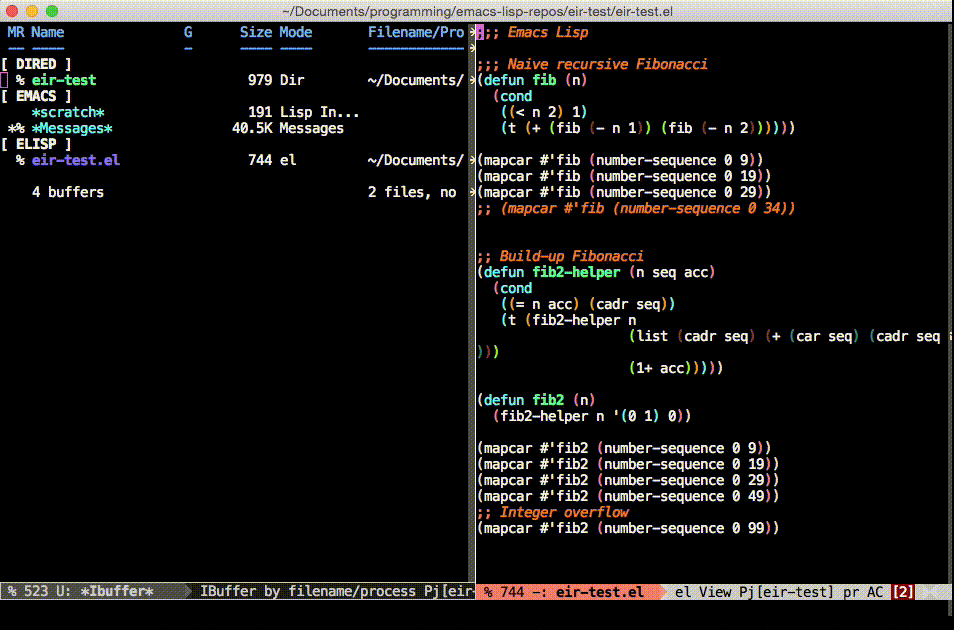 ~/Documents/programming/emacs-lisp-repos/eir-test/eir-test.el
MR Name G Size Mode Filename/Pro
[ DIRED ]
% eir-test 979 Dir ~/Documents/
[ EMACS ]
*scratch* 191 Lisp In...
*% *Messages* 40.5K Messages
[ ELISP ]
% eir-test.el 744 el ~/Documents/
4 buffers 2 files, no
% 523 U: *Ibuffer* IBuffer by filename/process Pj[eir-
;;; Emacs Lisp
;;; Naive recursive Fibonacci
(defun fib (n)
(cond
((< n 2) 1)
(t (+ (fib (- n 1)) (fib (- n 2))))))
(mapcar #'fib (number-sequence 0 9))
(mapcar #'fib (number-sequence 0 19))
(mapcar #'fib (number-sequence 0 29))
;; (mapcar #'fib (number-sequence 0 34))
;; Build-up Fibonacci
(defun fib2-helper (n seq acc)
(cond
((= n acc) (cadr seq))
(t (fib2-helper n
(list (cadr seq) (+ (car seq) (cadr seq
)))
(1+ acc)))))
(defun fib2 (n)
(fib2-helper n '(0 1) 0))
(mapcar #'fib2 (number-sequence 0 9))
(mapcar #'fib2 (number-sequence 0 19))
(mapcar #'fib2 (number-sequence 0 29))
(mapcar #'fib2 (number-sequence 0 49))
;; Integer overflow
(mapcar #'fib2 (number-sequence 0 99))
% 744 -: eir-test.el el View Pj[eir-test] pr AC [2]